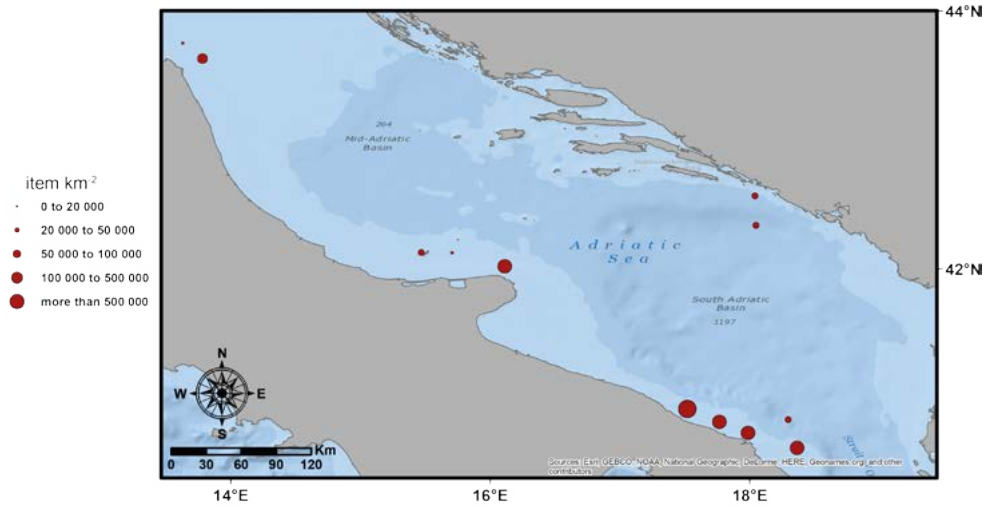 44°N
264
Mid-Adriatic
Basin
item km-2
0 to 20 000
20 000 to 50 000
50 000 to 100 000
100 000 to 500 000
more than 500 000
Adriatic
Sea
42°N
South Adriatic
Basin
1197
N
W E
S
Km
0 30 60 90 120
Strait
Sources: Esri, GEBCO, NOAA, National Geographic, DeLorme, HERE, Geonames.org, and other
contributors
14°E 16°E 18°E